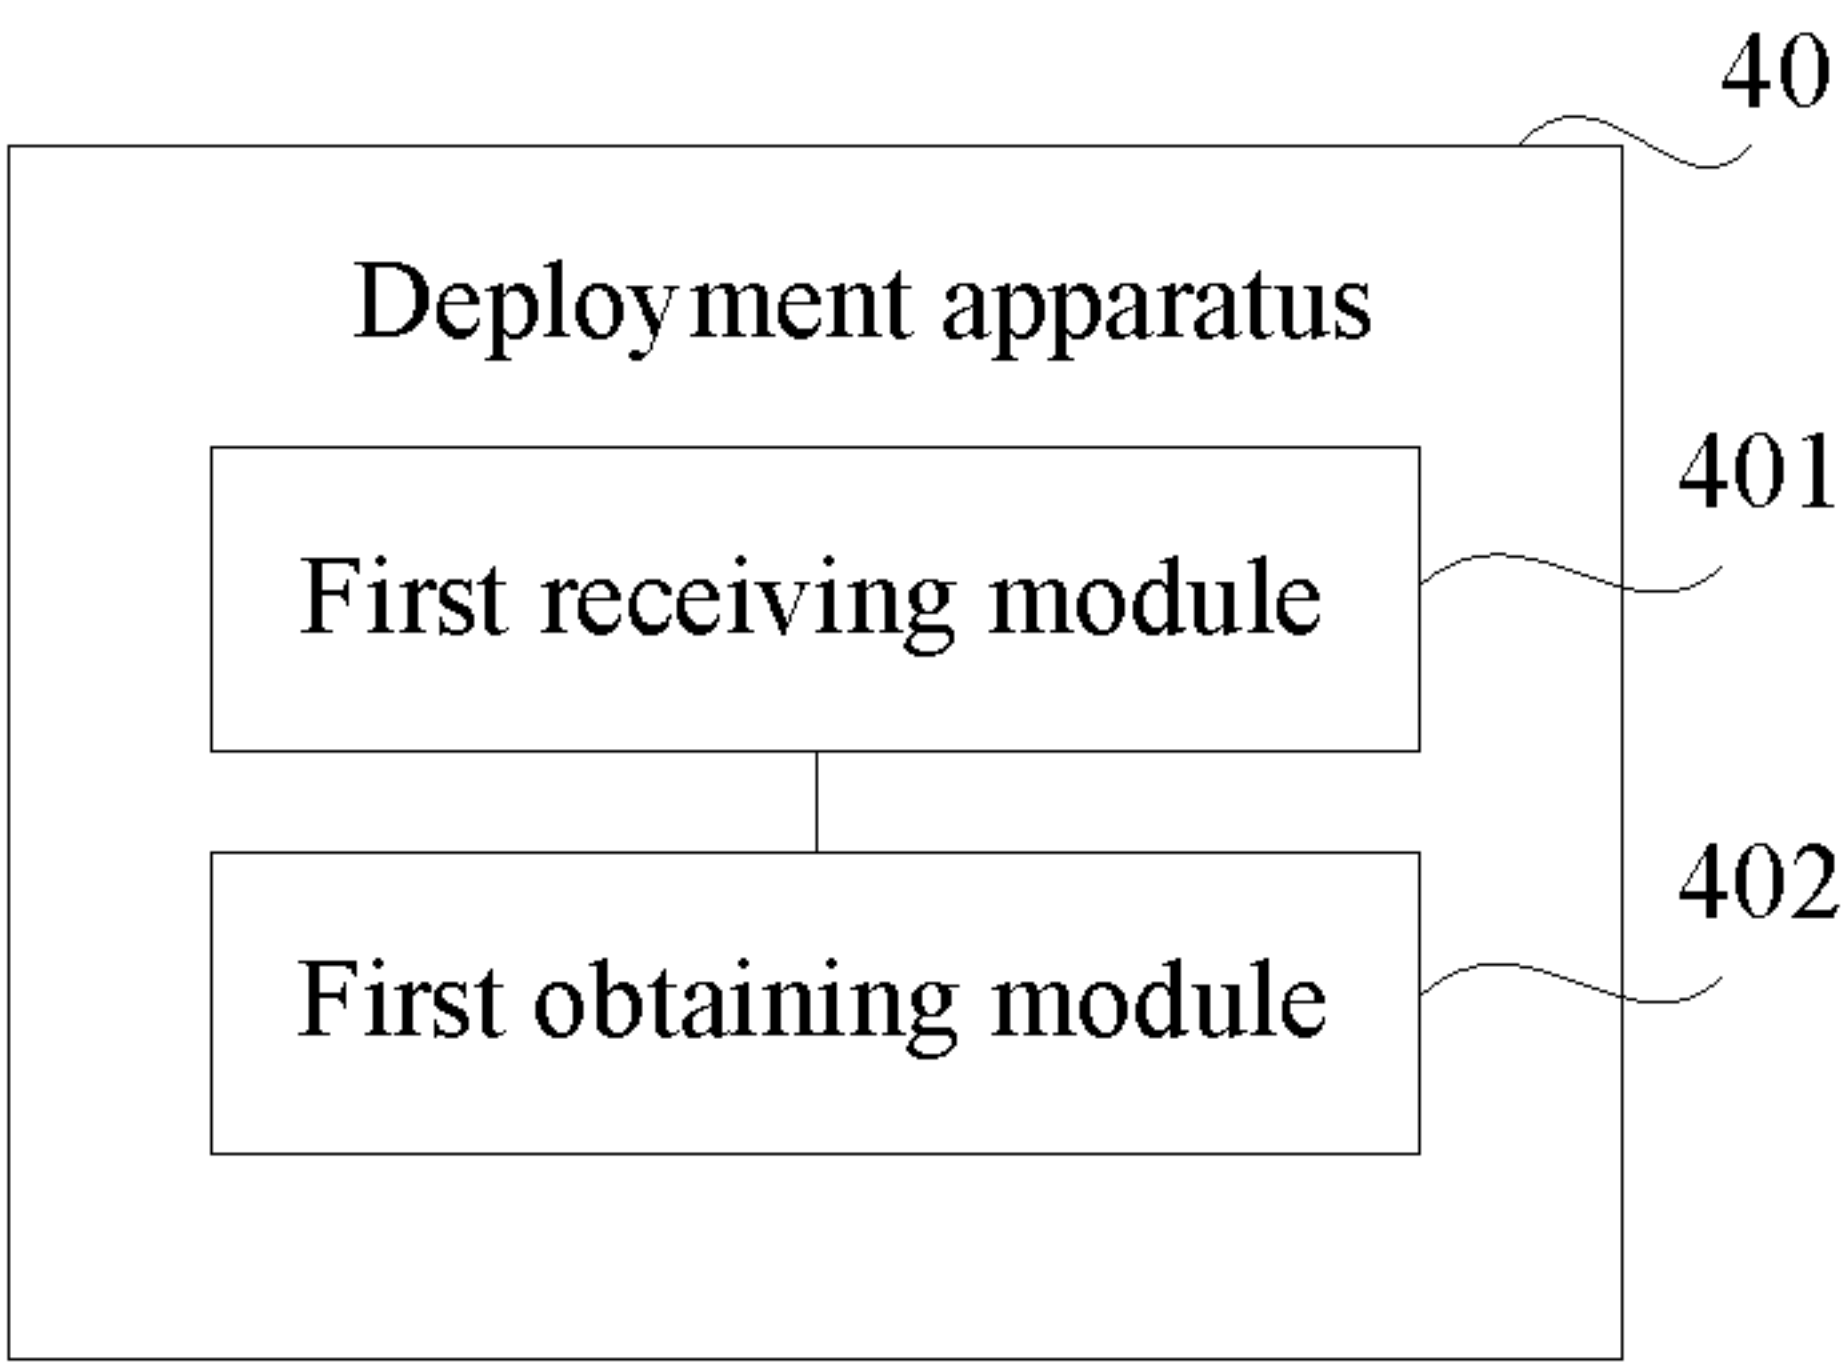 40
Deployment apparatus
401
First receiving module
402
First obtaining module